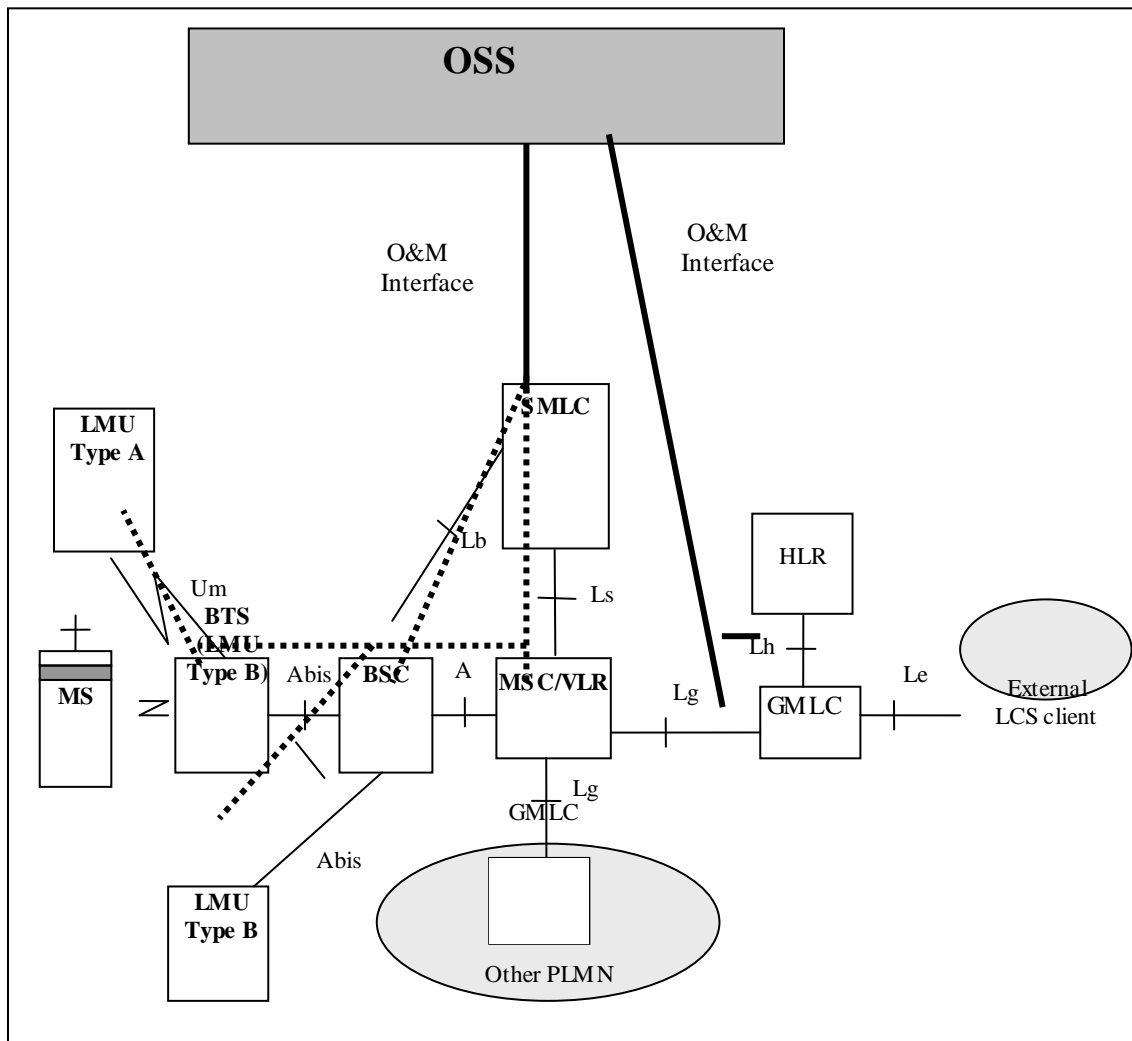 OSS
O&M
Interface
O&M
Interface
SMLC
LMU
Type A
Lb
HLR
Ls
Um
BTS
(LMU
Type B)
Lh
MS
Abis
BSC
A
MSC/VLR
Lg
GMLC
Le
External
LCS client
Lg
GMLC
Abis
LMU
Type B
Other PLMN